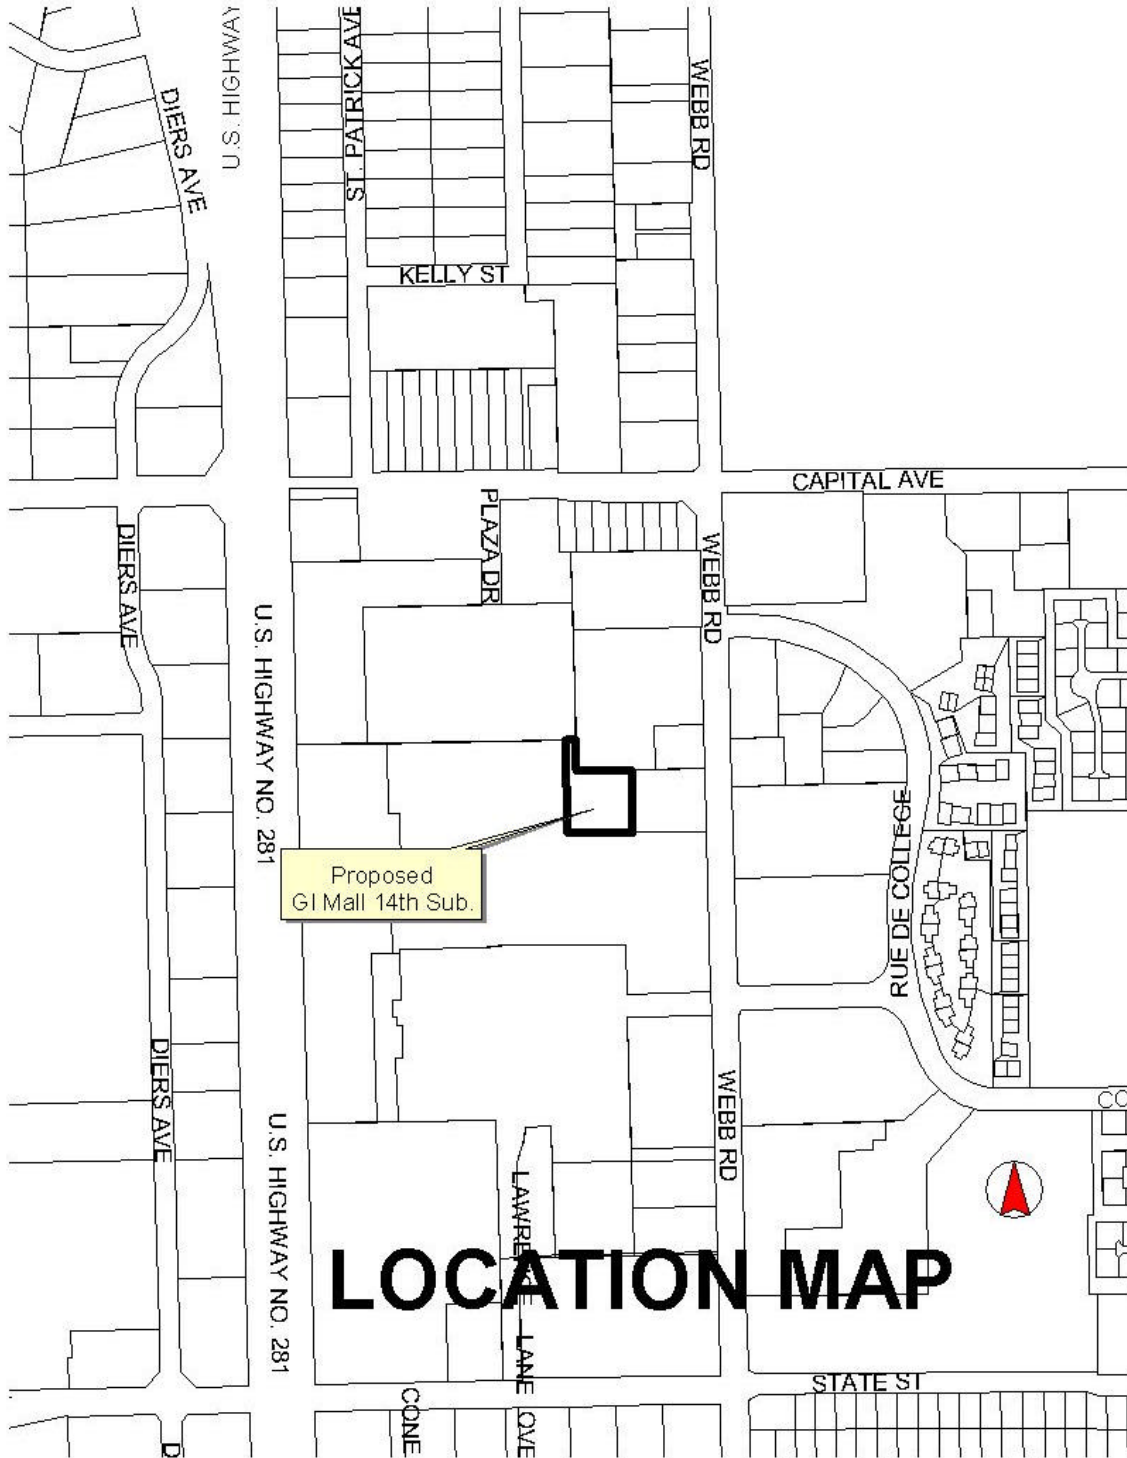 U.S. HIGHWAY
ST. PATRICK AVE
WEBB RD
DIERS AVE
KELLY ST
CAPITAL AVE
PLAZA DR
DIERS AVE
WEBB RD
U.S. HIGHWAY NO. 281
RUE DE COLLEGE
Proposed
GI Mall 14th Sub.
DIERS AVE
WEBB RD
U.S. HIGHWAY NO. 281
LAWRENCE LANE
LOCATION MAP
STATE ST
CONE
OVE
D
CO